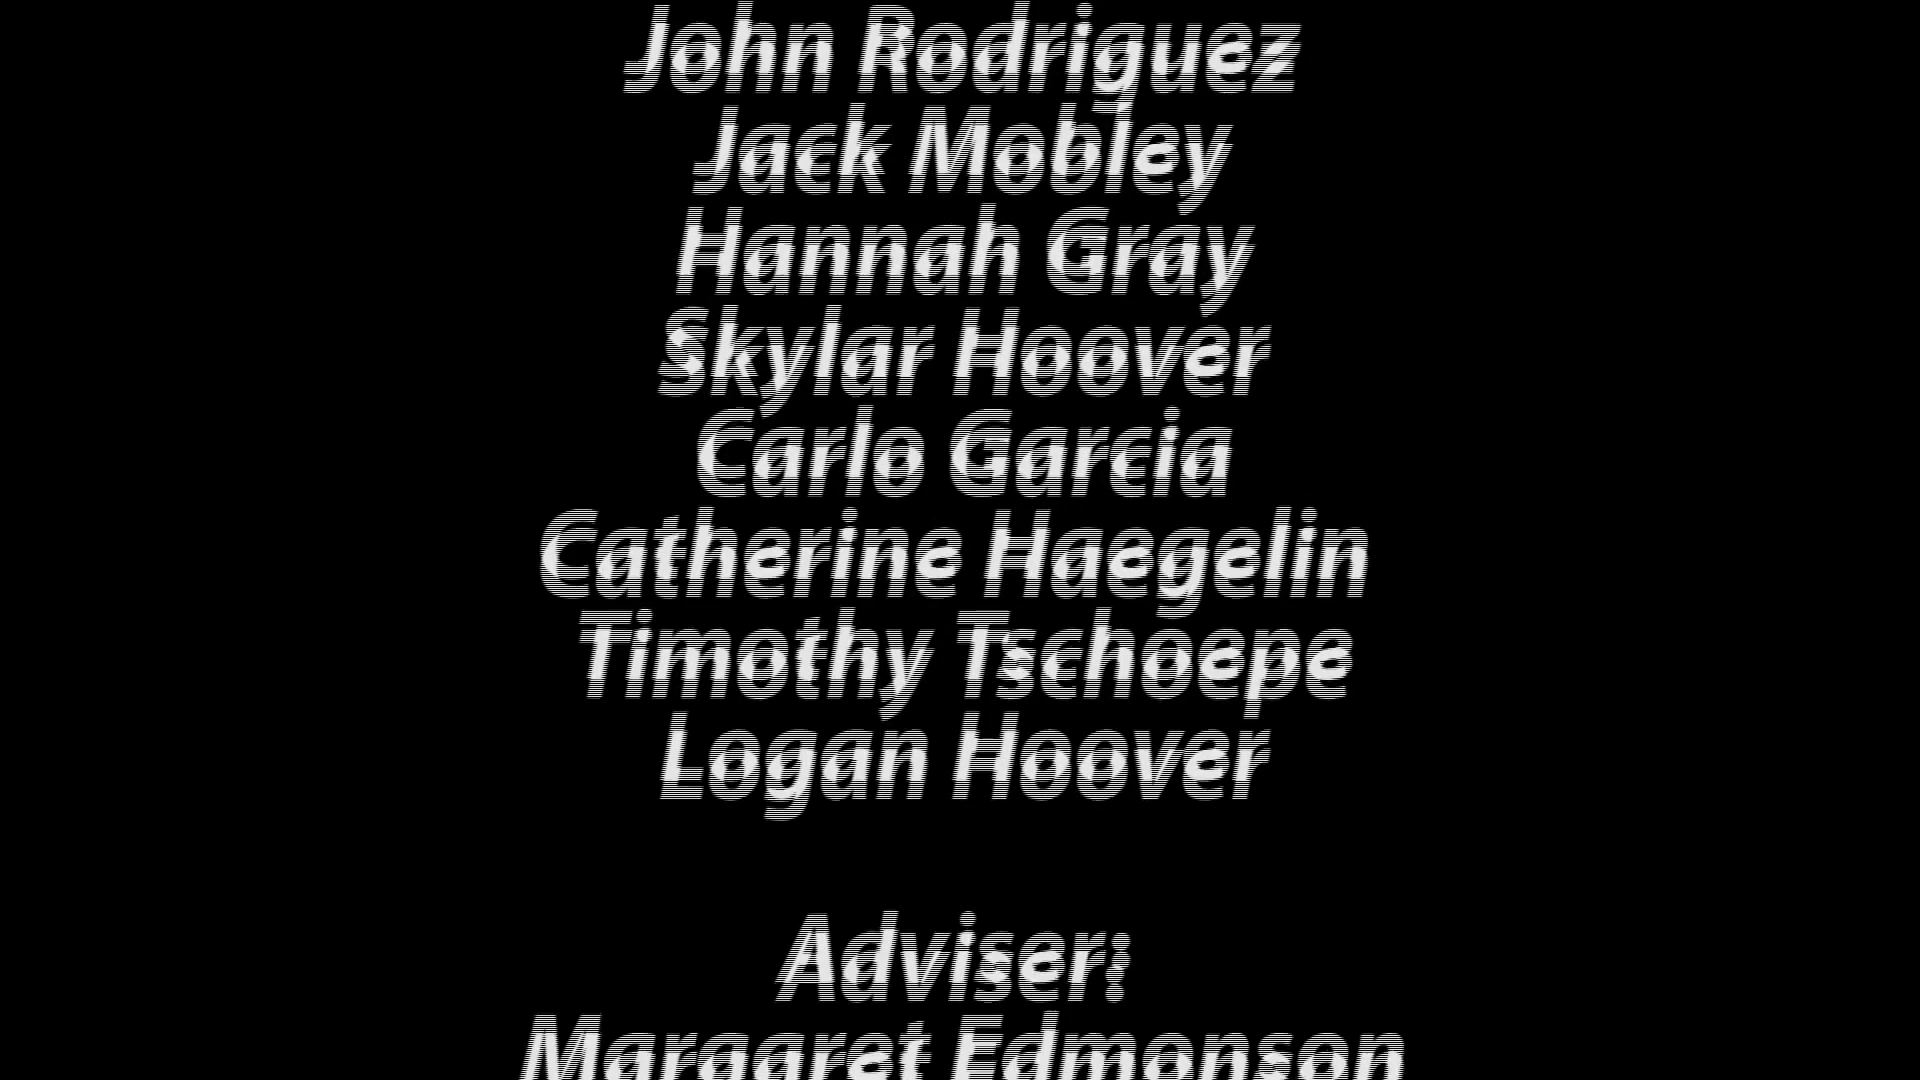 John Rodriguez
Jack Mobley
Hannah Gray
Skylar Hoover
Carlo Garcia
Catherine Haegelin
Timothy Tschoepe
Logan Hoover
Adviser:
Margaret Edmonson